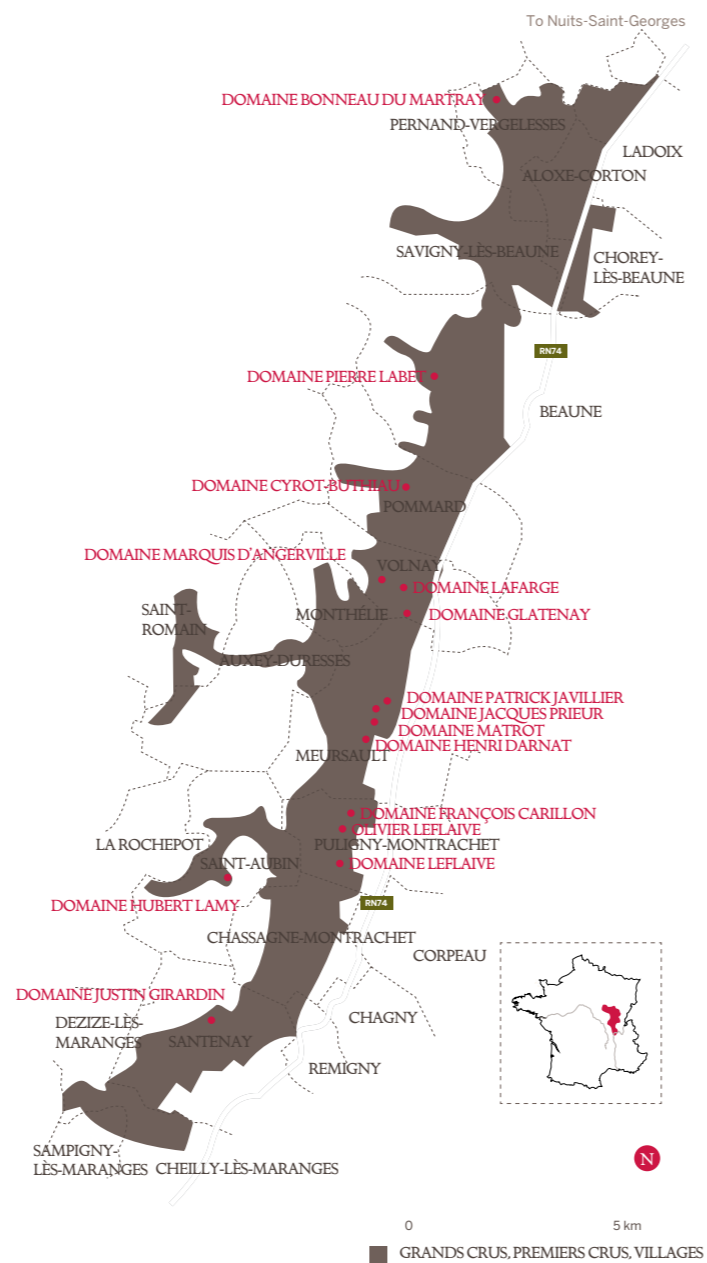 To Nuits-Saint-Georges
DOMAINE BONNEAU DU MARTRAY
PERNAND-VERGELESSES
LADOIX
ALOXE-CORTON
SAVIGNY-LÈS-BEAUNE
CHOREY-
LÈS-BEAUNE
RN74
DOMAINE PIERRE LABET
BEAUNE
DOMAINE CYROT-BUTHIAU
POMMARD
DOMAINE MARQUIS D'ANGERVILLE
VOLNAY
DOMAINE LAFARGE
SAINT-
ROMAIN
MONTHÉLIE
DOMAINE GLATENAY
AUXEY-DURESSES
DOMAINE PATRICK JAVILLIER
DOMAINE JACQUES PRIEUR
DOMAINE MATROT
DOMAINE HENRI DARNAT
MEURSAULT
DOMAINE FRANÇOIS CARILLON
OLIVIER LEFLAIVE
LA ROCHEPOT
PULIGNY-MONTRACHET
SAINT-AUBIN
DOMAINE LEFLAIVE
RN74
DOMAINE HUBERT LAMY
CHASSAGNE-MONTRACHET
CORPEAU
DOMAINE JUSTIN GIRARDIN
CHAGNY
DEZIZE-LÈS-
MARANGES
SANTENAY
REMIGNY
SAMPIGNY-
LÈS-MARANGES
CHEILLY-LÈS-MARANGES
N
0 5 km
GRANDS CRUS, PREMIERS CRUS, VILLAGES